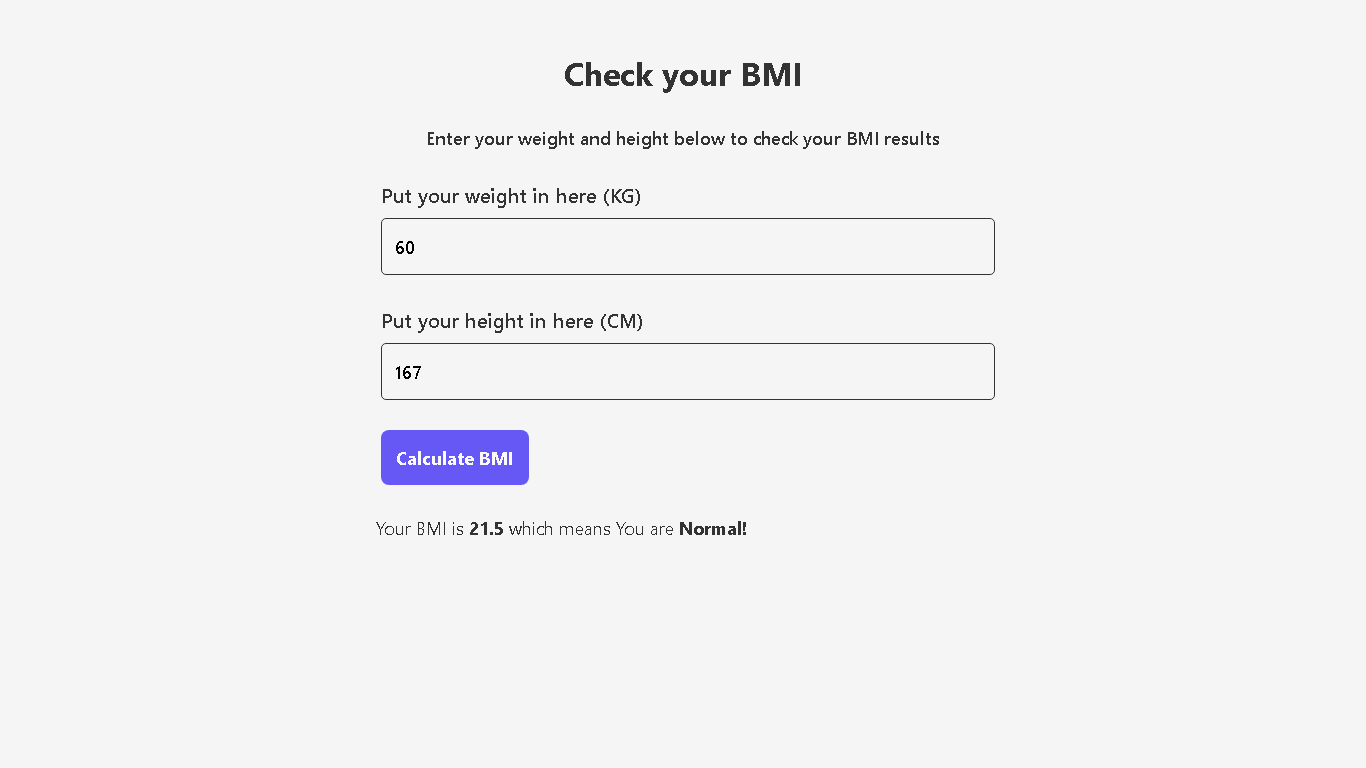 Check your BMI
Enter your weight and height below to check your BMI results
Put your weight in here (KG)
60
Put your height in here (CM)
167
Calculate BMI
Your BMI is 21.5 which means You are Normal!